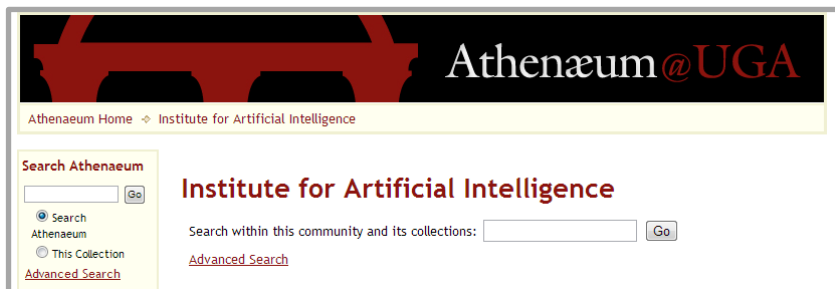 Athenæum@UGA
Athenaeum Home Institute for Artificial Intelligence
Search Athenaeum
Go
Search
Athenaeum
This Collection
Advanced Search
Institute for Artificial Intelligence
Search within this community and its collections: Go
Advanced Search